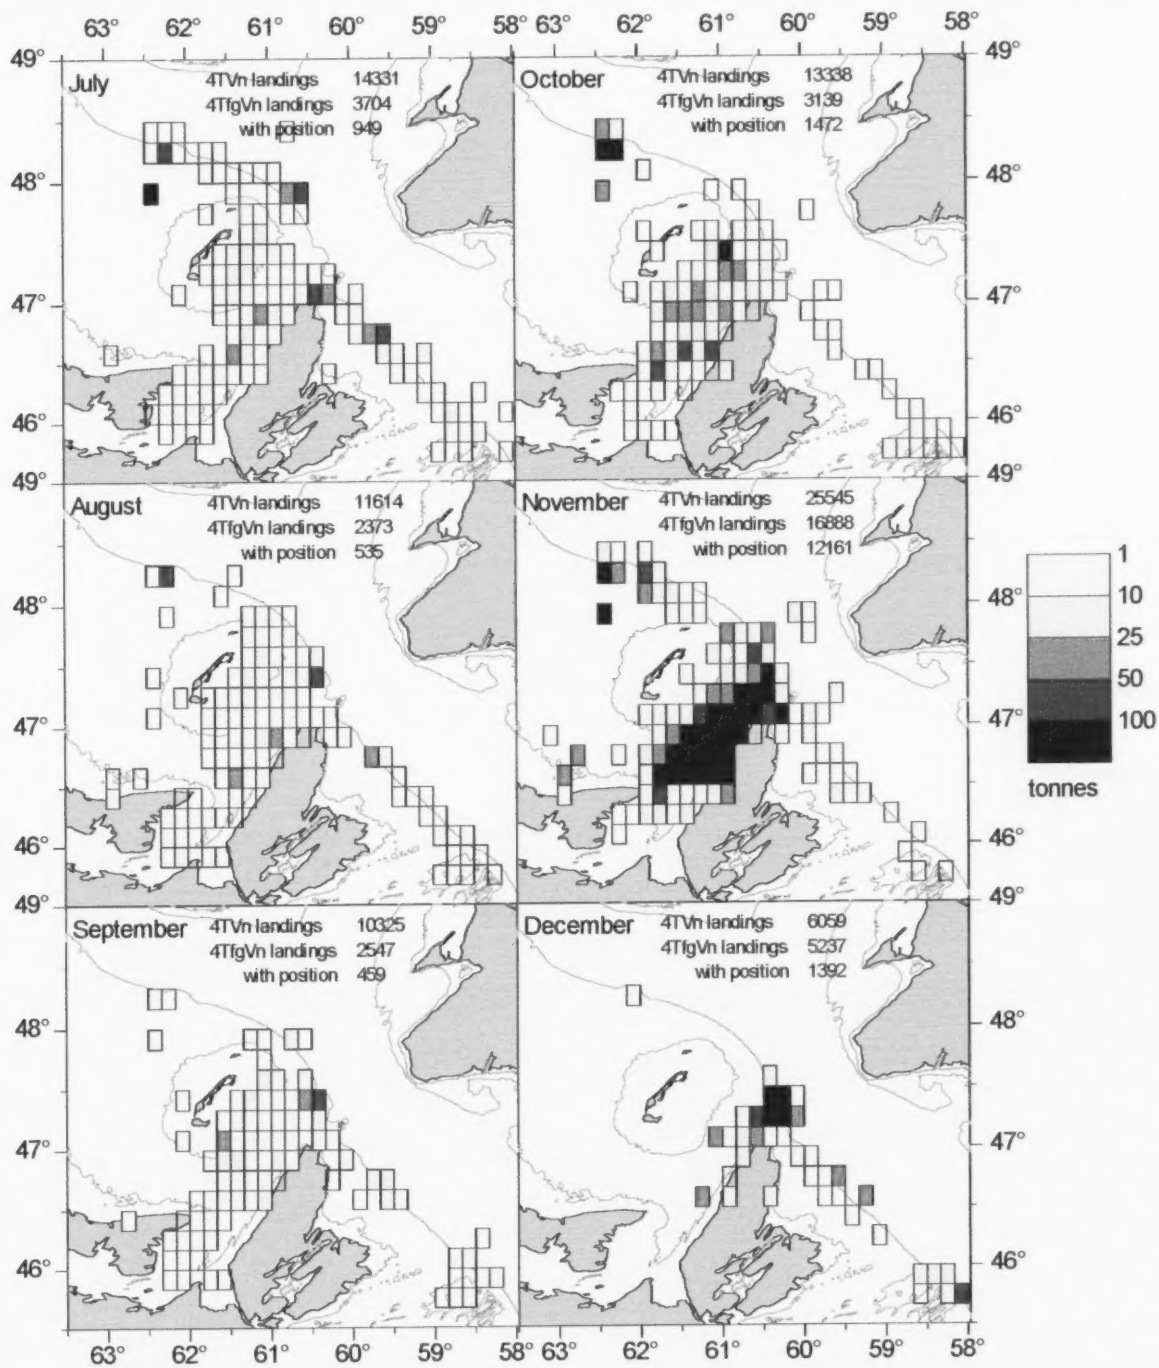 63° 62° 61° 60° 59° 58° 63° 62° 61° 60° 59° 58°
49° 49°
July
4TVn landings 14331
4TfgVn landings 3704
with position 949
October
4TVn landings 13338
4TfgVn landings 3139
with position 1472
48° 48°
47° 47°
46° 46°
49° 49°
August
4TVn landings 11614
4TfgVn landings 2373
with position 535
November
4TVn landings 25545
4TfgVn landings 16888
with position 12161
1
10
25
50
100
tonnes
48° 48°
47° 47°
46° 46°
49° 49°
September
4TVn landings 10325
4TfgVn landings 2547
with position 459
December
4TVn landings 6059
4TfgVn landings 5237
with position 1392
48° 48°
47° 47°
46° 46°
63° 62° 61° 60° 59° 58° 63° 62° 61° 60° 59° 58°